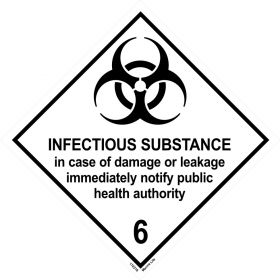 INFECTIOUS SUBSTANCE
in case of damage or leakage
immediately notify public
health authority
6